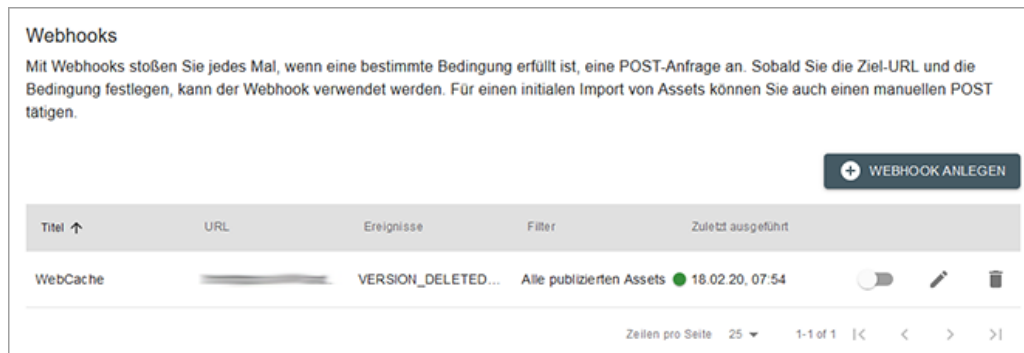 Webhooks
Mit Webhooks stoßen Sie jedes Mal, wenn eine bestimmte Bedingung erfüllt ist, eine POST-Anfrage an. Sobald Sie die Ziel-URL und die
Bedingung festlegen, kann der Webhook verwendet werden. Für einen initialen Import von Assets können Sie auch einen manuellen POST
tätigen.
WEBHOOK ANLEGEN
Titel URL Ereignisse Filter Zuletzt ausgeführt
WebCache VERSION_DELETED... Alle publizierten Assets 18.02.20, 07:54
Zeilen pro Seite 25 1-1 of 1